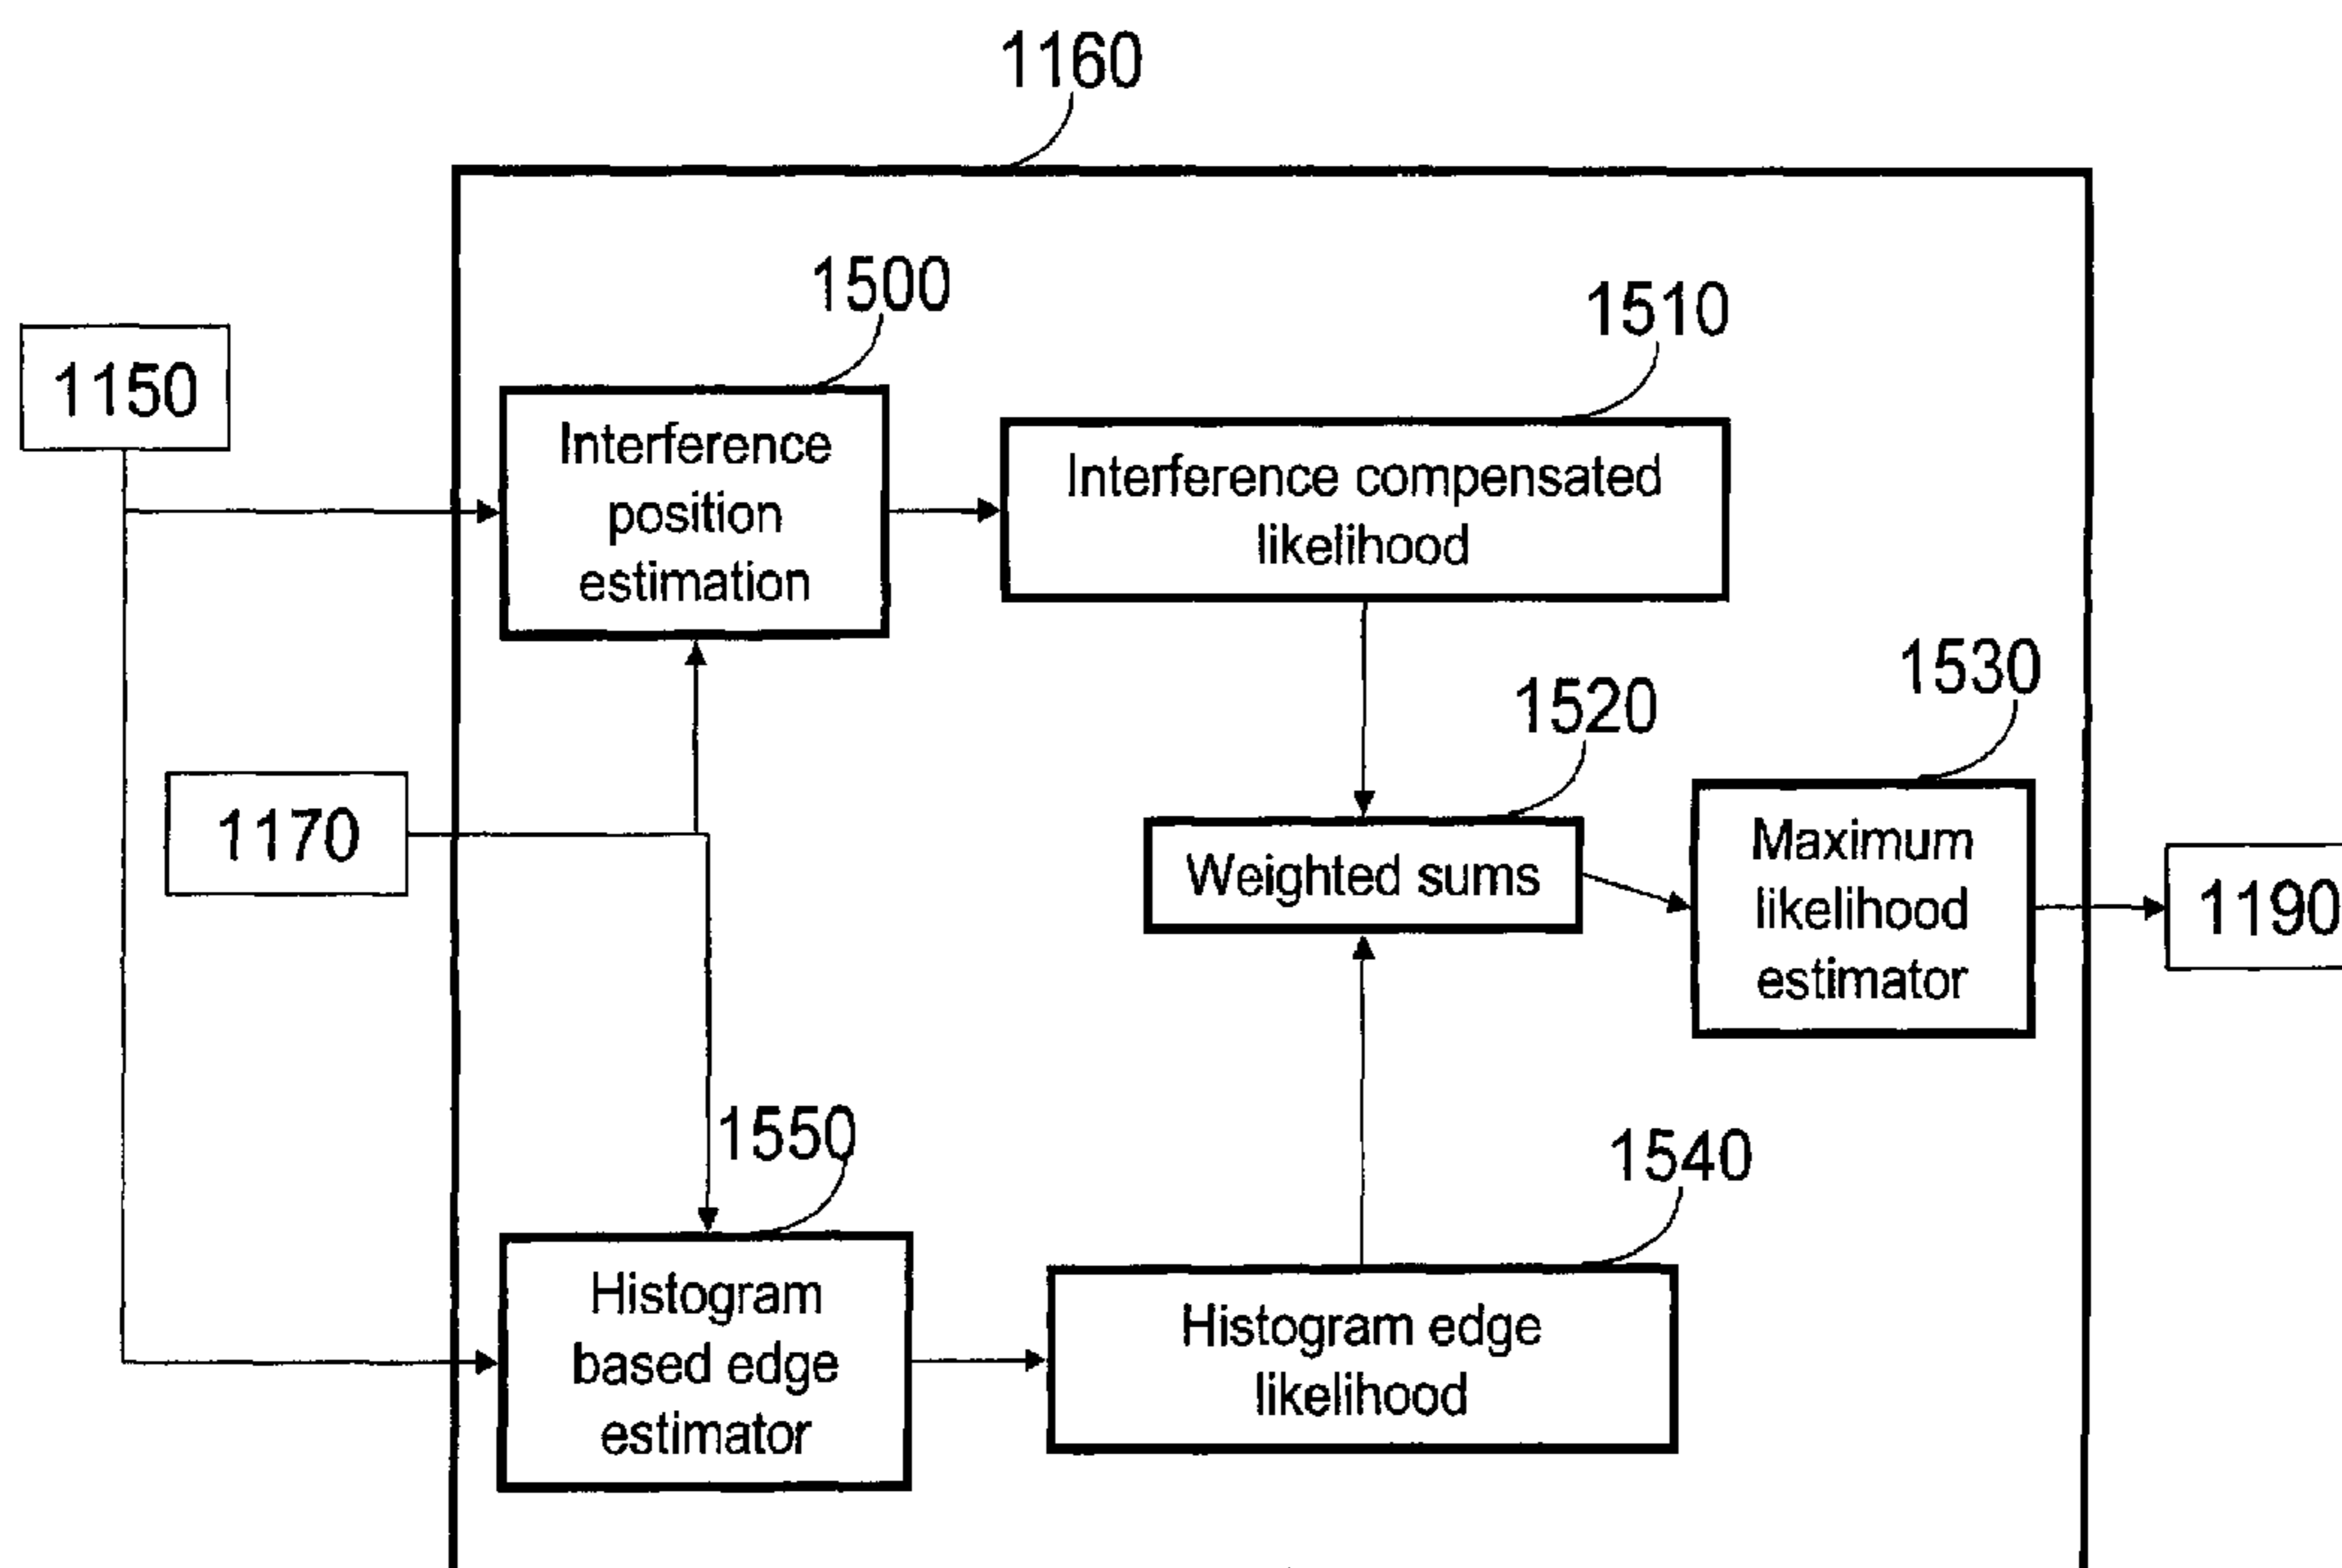 1160
1500
1510
1150
Interference
position
estimation
Interference compensated
likelihood
1530
1520
1170
Weighted sums
Maximum
likelihood
estimator
1190
1550
1540
Histogram
based edge
estimator
Histogram edge
likelihood